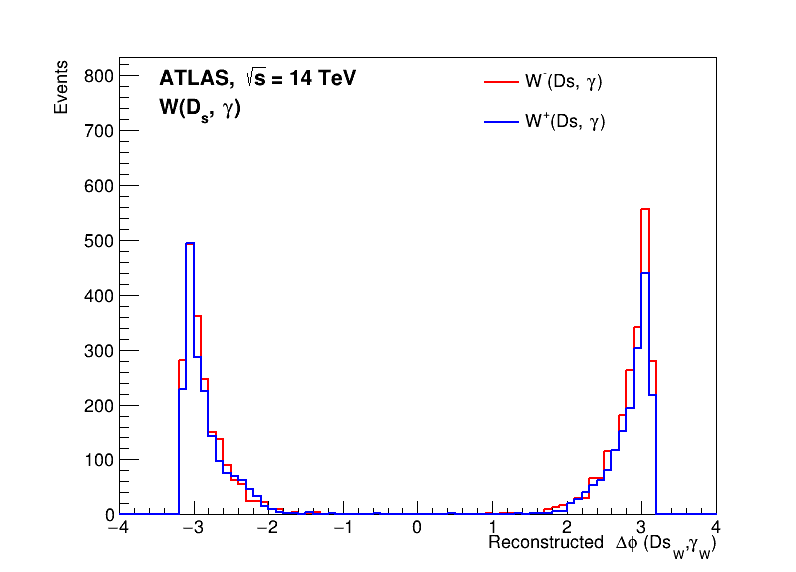 Events
800
700
600
500
400
300
200
100
0
ATLAS, √s = 14 TeV
W(Ds, γ)
W-(Ds, γ)
W+(Ds, γ)
−4 −3 −2 −1 0 1 2 3 4
Reconstructed Δϕ (DsW,γW)